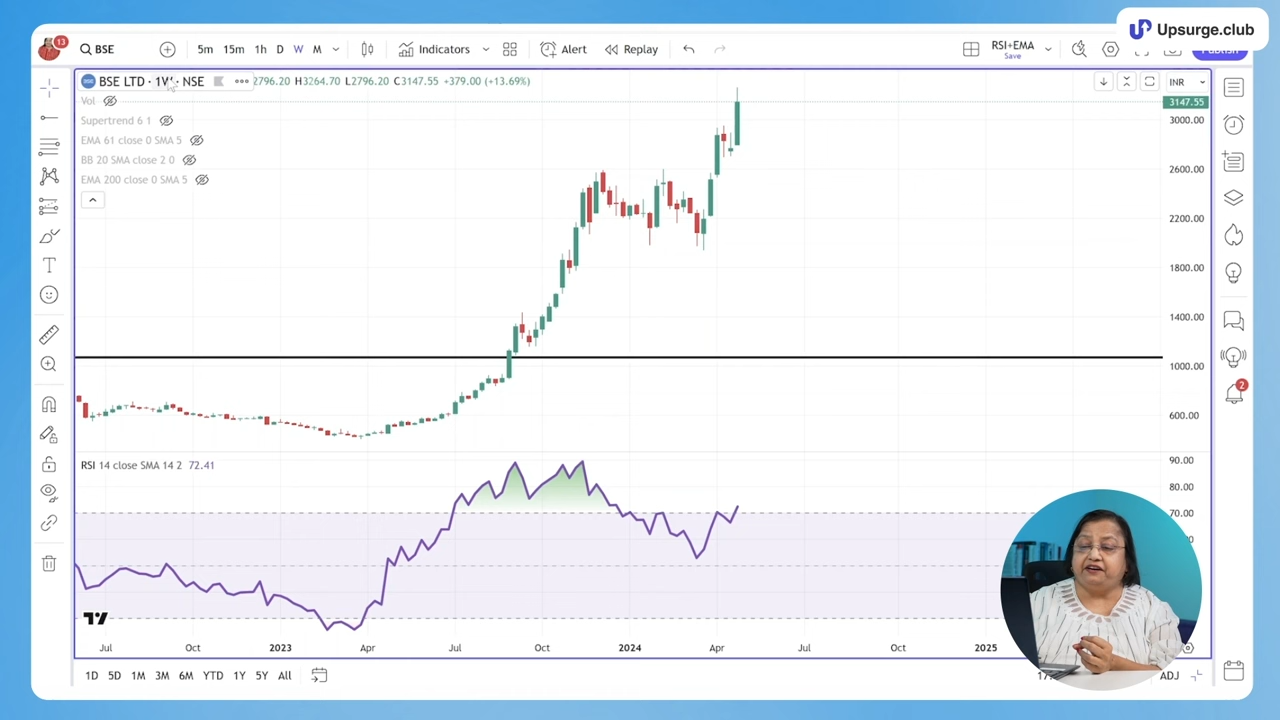 Upsurge.club
13
BSE
5m 15m 1h D W M
Indicators
Alert
Replay
RSI+EMA
Save
BSE LTD · 1W · NSE
2796.20 H3264.70 L2796.20 C3147.55 +379.00 (+13.69%)
INR
Vol
Supertrend 6 1
EMA 61 close 0 SMA 5
BB 20 SMA close 2 0
EMA 200 close 0 SMA 5
3147.55
3000.00
2600.00
2200.00
1800.00
1400.00
1000.00
600.00
2
RSI 14 close SMA 14 2 72.41
90.00
80.00
70.00
Jul Oct 2023 Apr Jul Oct 2024 Apr Jul Oct 2025
1D 5D 1M 3M 6M YTD 1Y 5Y All
ADJ